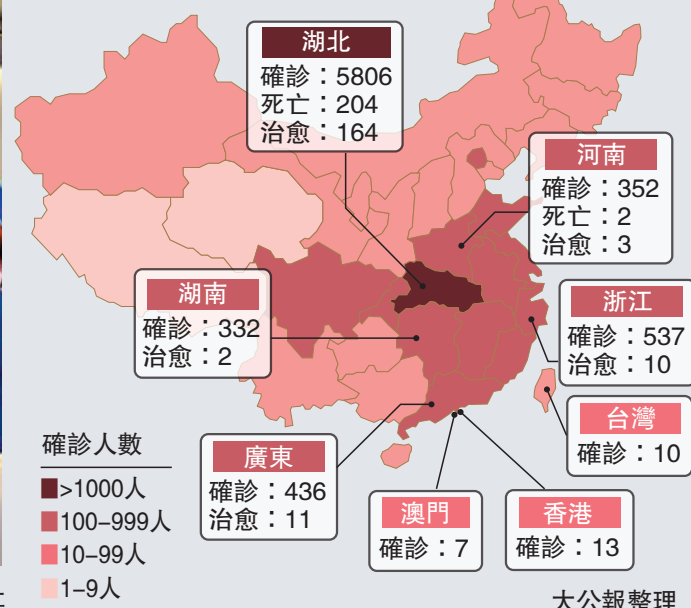 湖北
確診：5806
死亡：204
治愈：164
河南
確診：352
死亡：2
治愈：3
湖南
確診：332
治愈：2
浙江
確診：537
治愈：10
台灣
確診：10
廣東
確診：436
治愈：11
澳門
確診：7
香港
確診：13
確診人數
>1000人
100–999人
10–99人
1–9人
大公報整理